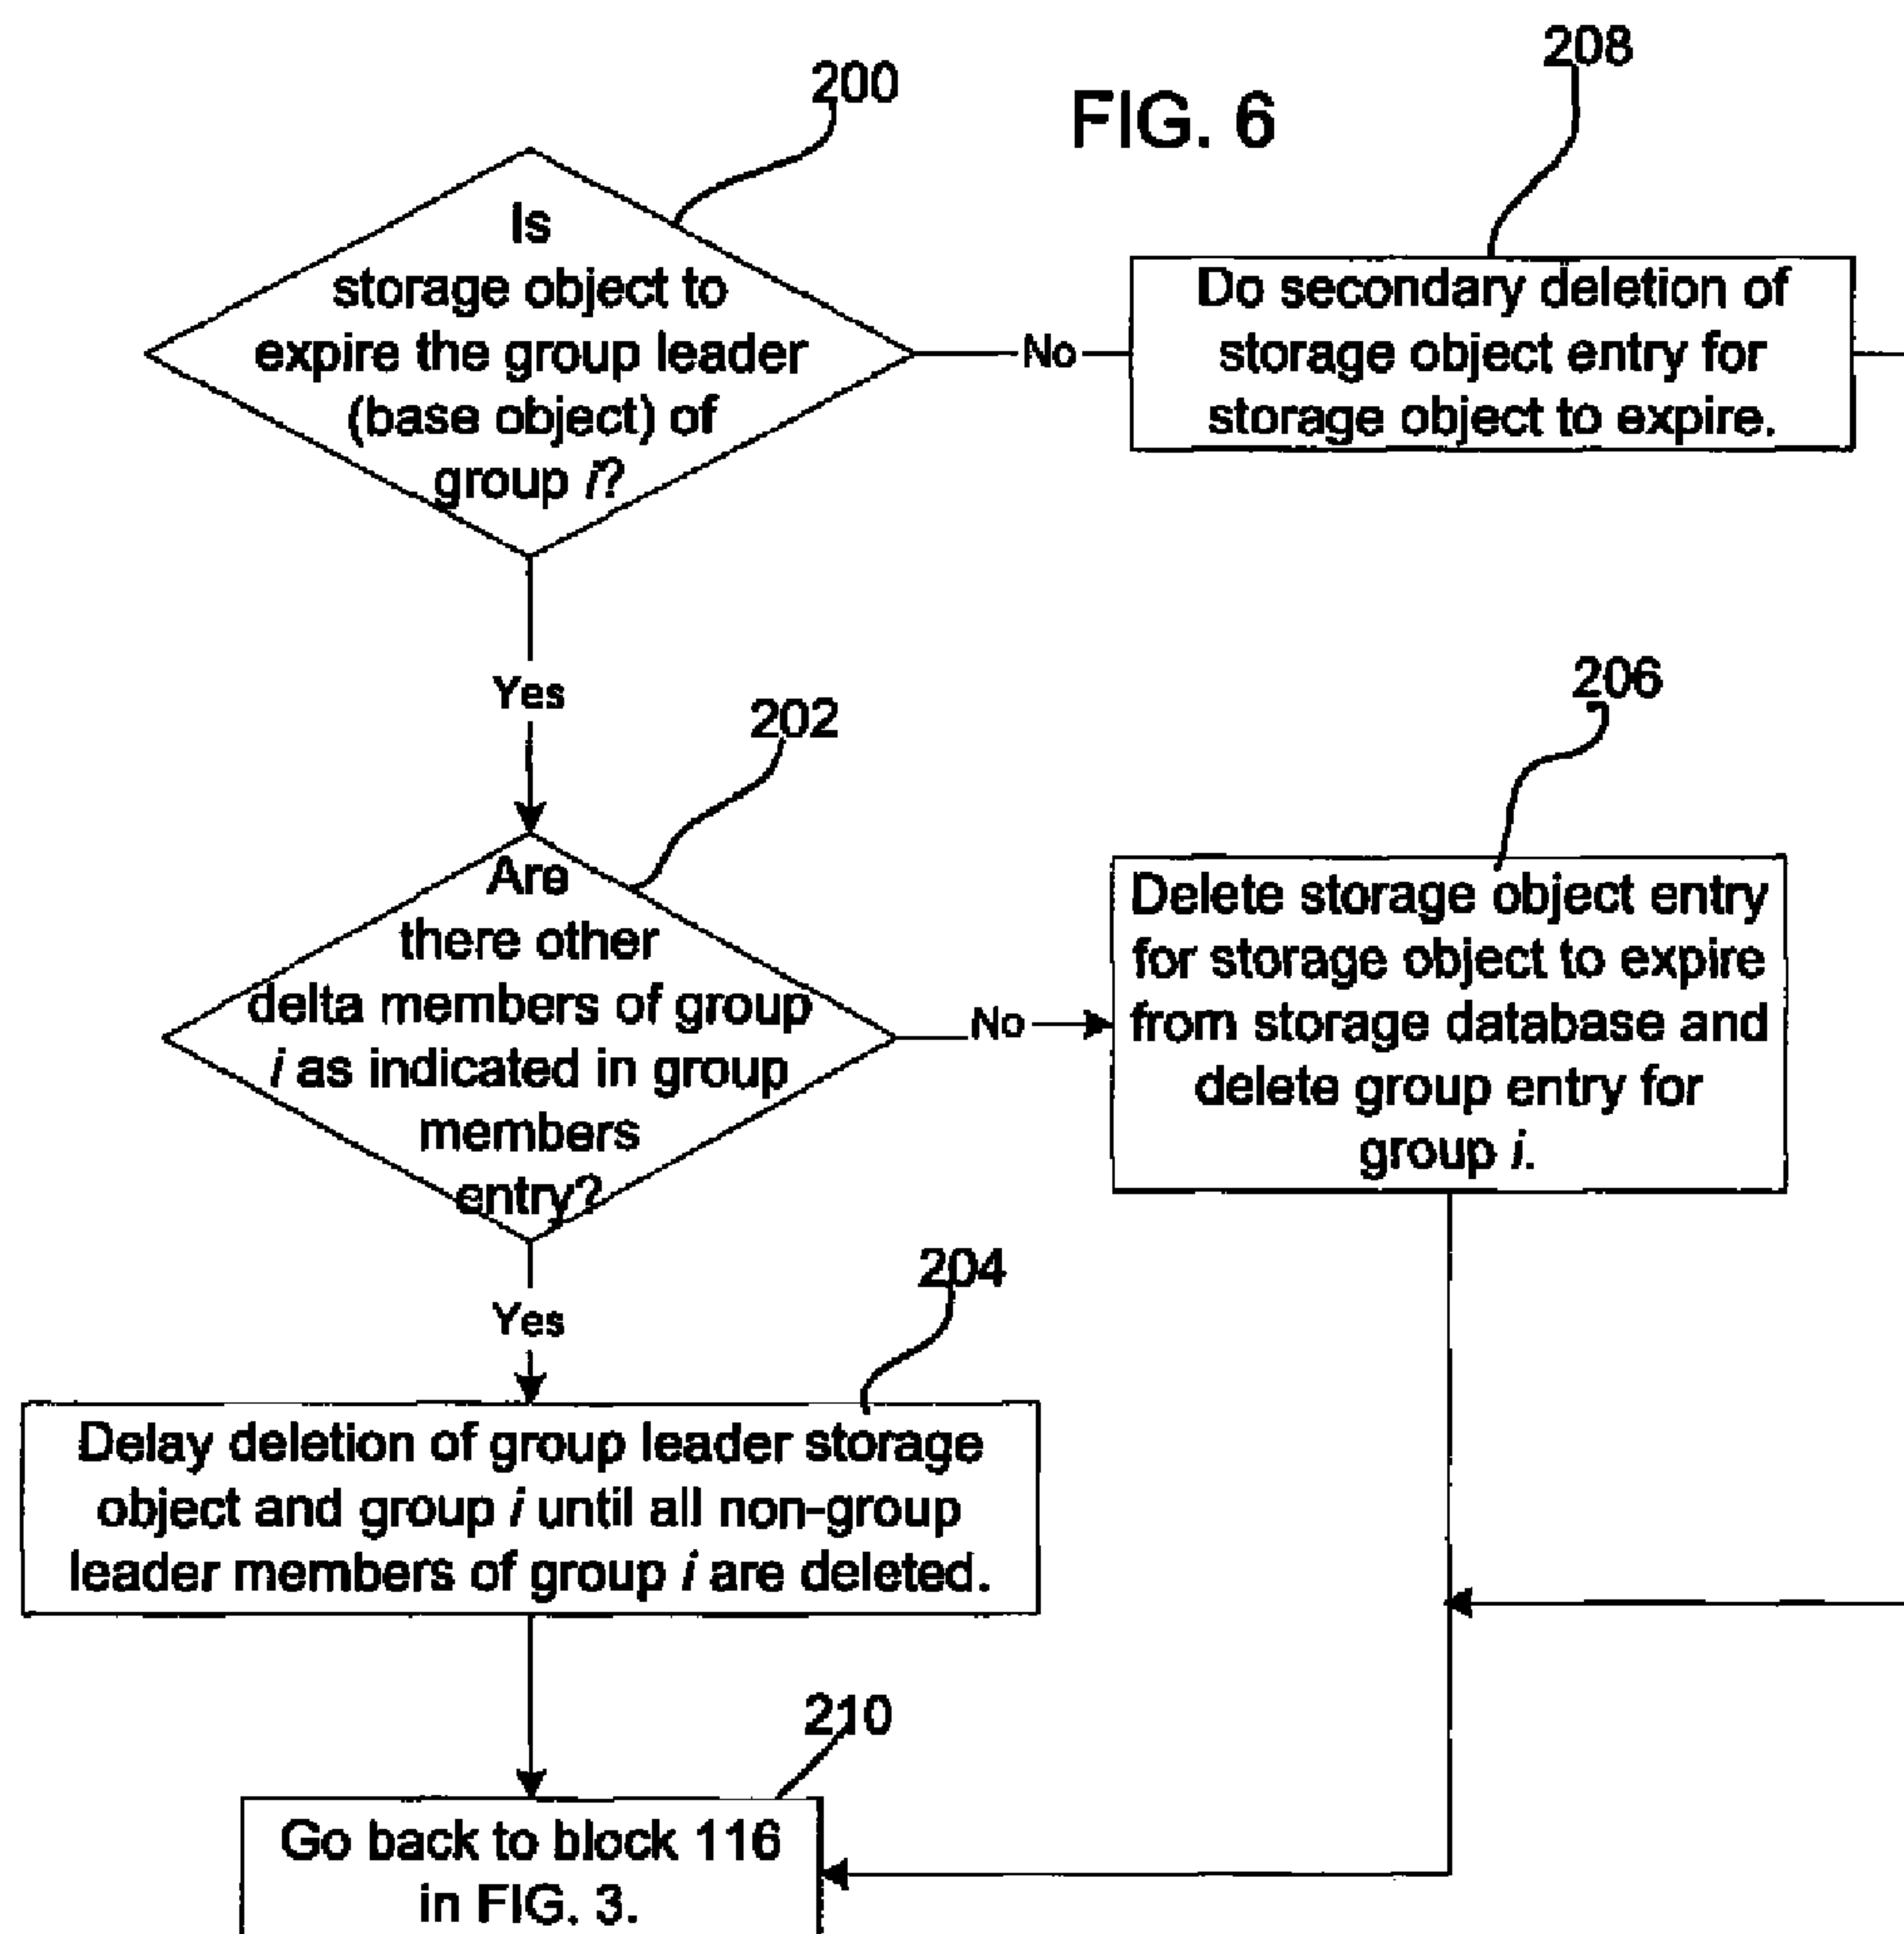 FIG. 6
200
Is
storage object to
expire the group leader
(base object) of
group i?
No
208
Do secondary deletion of
storage object entry for
storage object to expire.
Yes
202
Are
there other
delta members of group
i as indicated in group
members
entry?
No
206
Delete storage object entry
for storage object to expire
from storage database and
delete group entry for
group i.
Yes
204
Delay deletion of group leader storage
object and group i until all non-group
leader members of group i are deleted.
210
Go back to block 116
in FIG. 3.